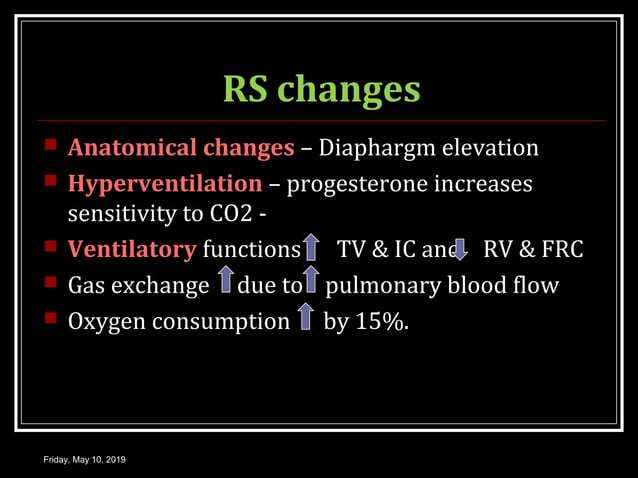 RS changes
Anatomical changes – Diaphargm elevation
Hyperventilation – progesterone increases
sensitivity to CO2 -
Ventilatory functions TV & IC and RV & FRC
Gas exchange due to pulmonary blood flow
Oxygen consumption by 15%.
Friday, May 10, 2019